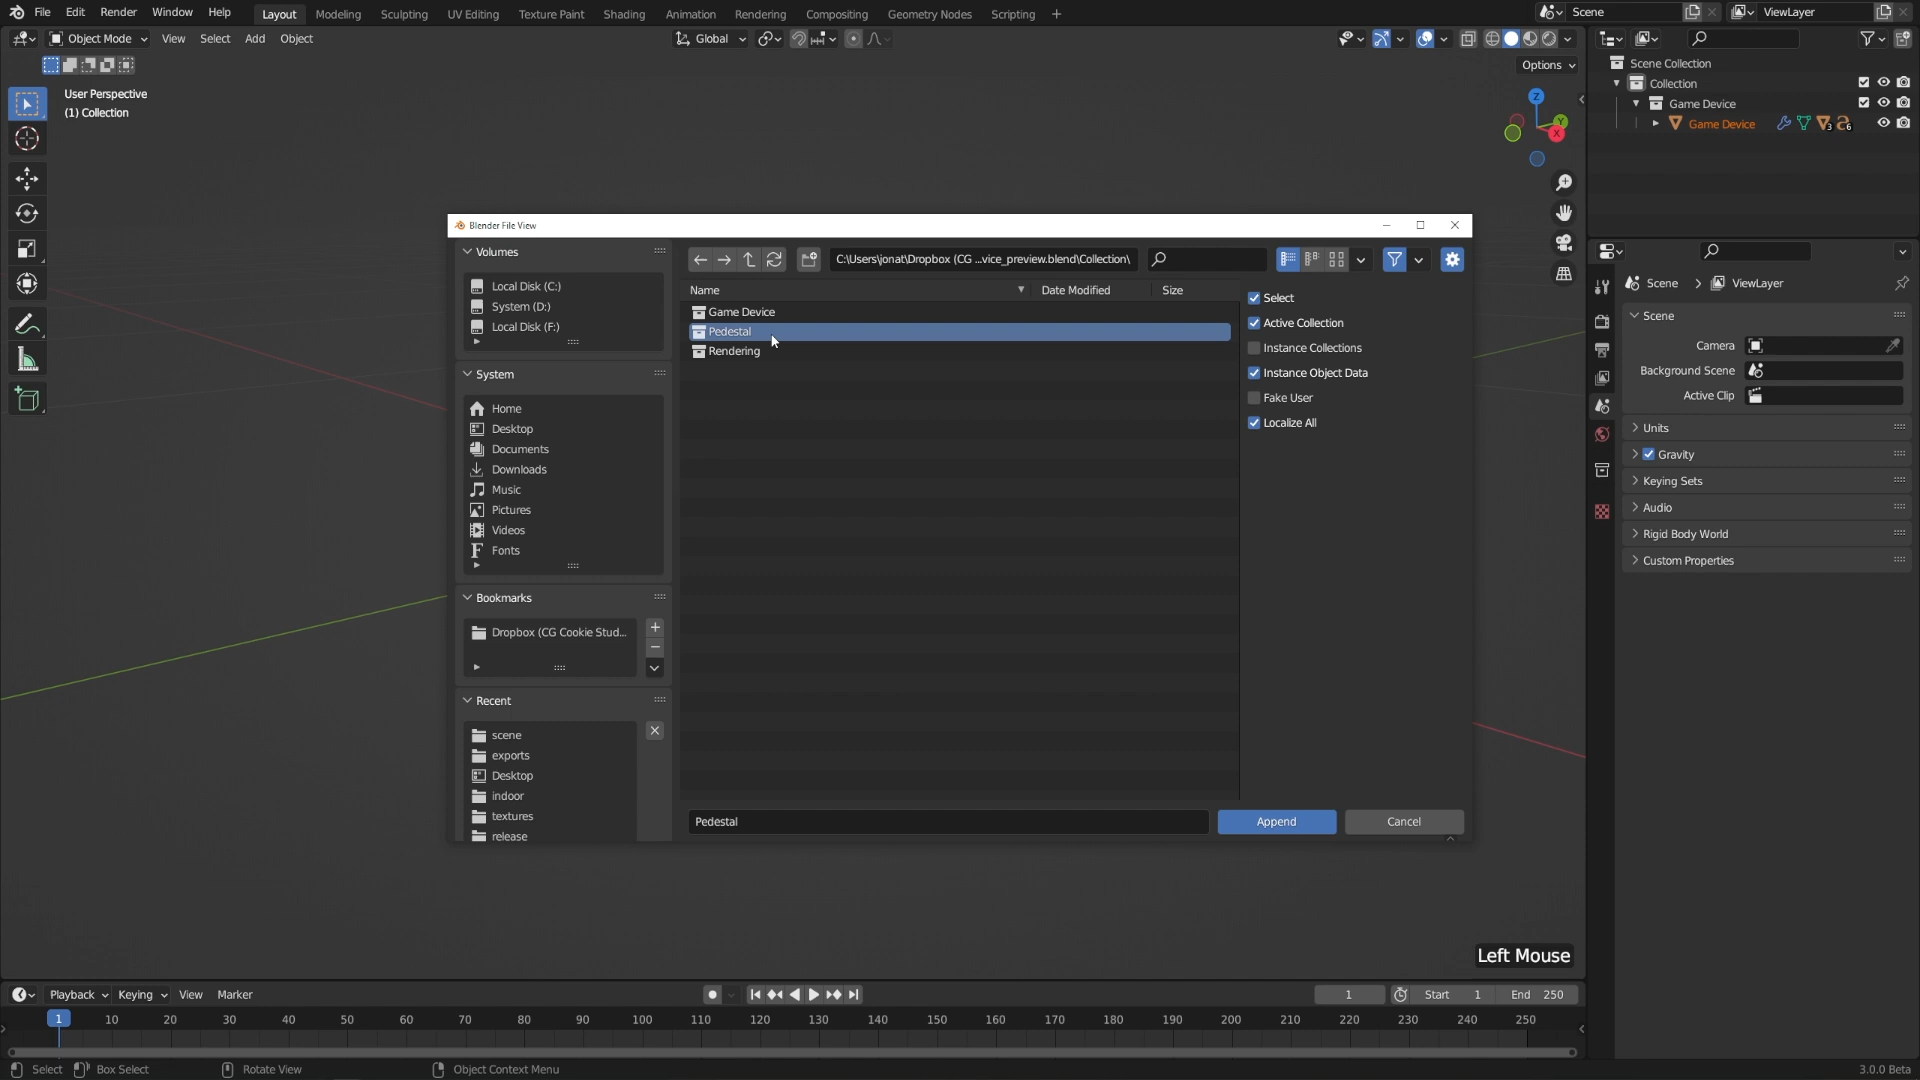 File Edit Render Window Help Layout Modeling Sculpting UV Editing Texture Paint Shading Animation Rendering Compositing Geometry Nodes Scripting + Scene ViewLayer
Object Mode View Select Add Object Global
Options
User Perspective
(1) Collection
Z
Y
X
Scene Collection
Collection
Game Device
Game Device 3 6
Blender File View
Volumes
Local Disk (C:)
System (D:)
Local Disk (F:)
System
Home
Desktop
Documents
Downloads
Music
Pictures
Videos
Fonts
Bookmarks
Dropbox (CG Cookie Stud...
Recent
scene
exports
Desktop
indoor
textures
release
C:\Users\jonat\Dropbox (CG ...vice_preview.blend\Collection\
Name Date Modified Size
Game Device
Pedestal
Rendering
Select
Active Collection
Instance Collections
Instance Object Data
Fake User
Localize All
Pedestal Append Cancel
Scene > ViewLayer
Scene
Camera
Background Scene
Active Clip
Units
Gravity
Keying Sets
Audio
Rigid Body World
Custom Properties
Left Mouse
Playback Keying View Marker 1 Start 1 End 250
1 10 20 30 40 50 60 70 80 90 100 110 120 130 140 150 160 170 180 190 200 210 220 230 240 250
Select Box Select Rotate View Object Context Menu 3.0.0 Beta